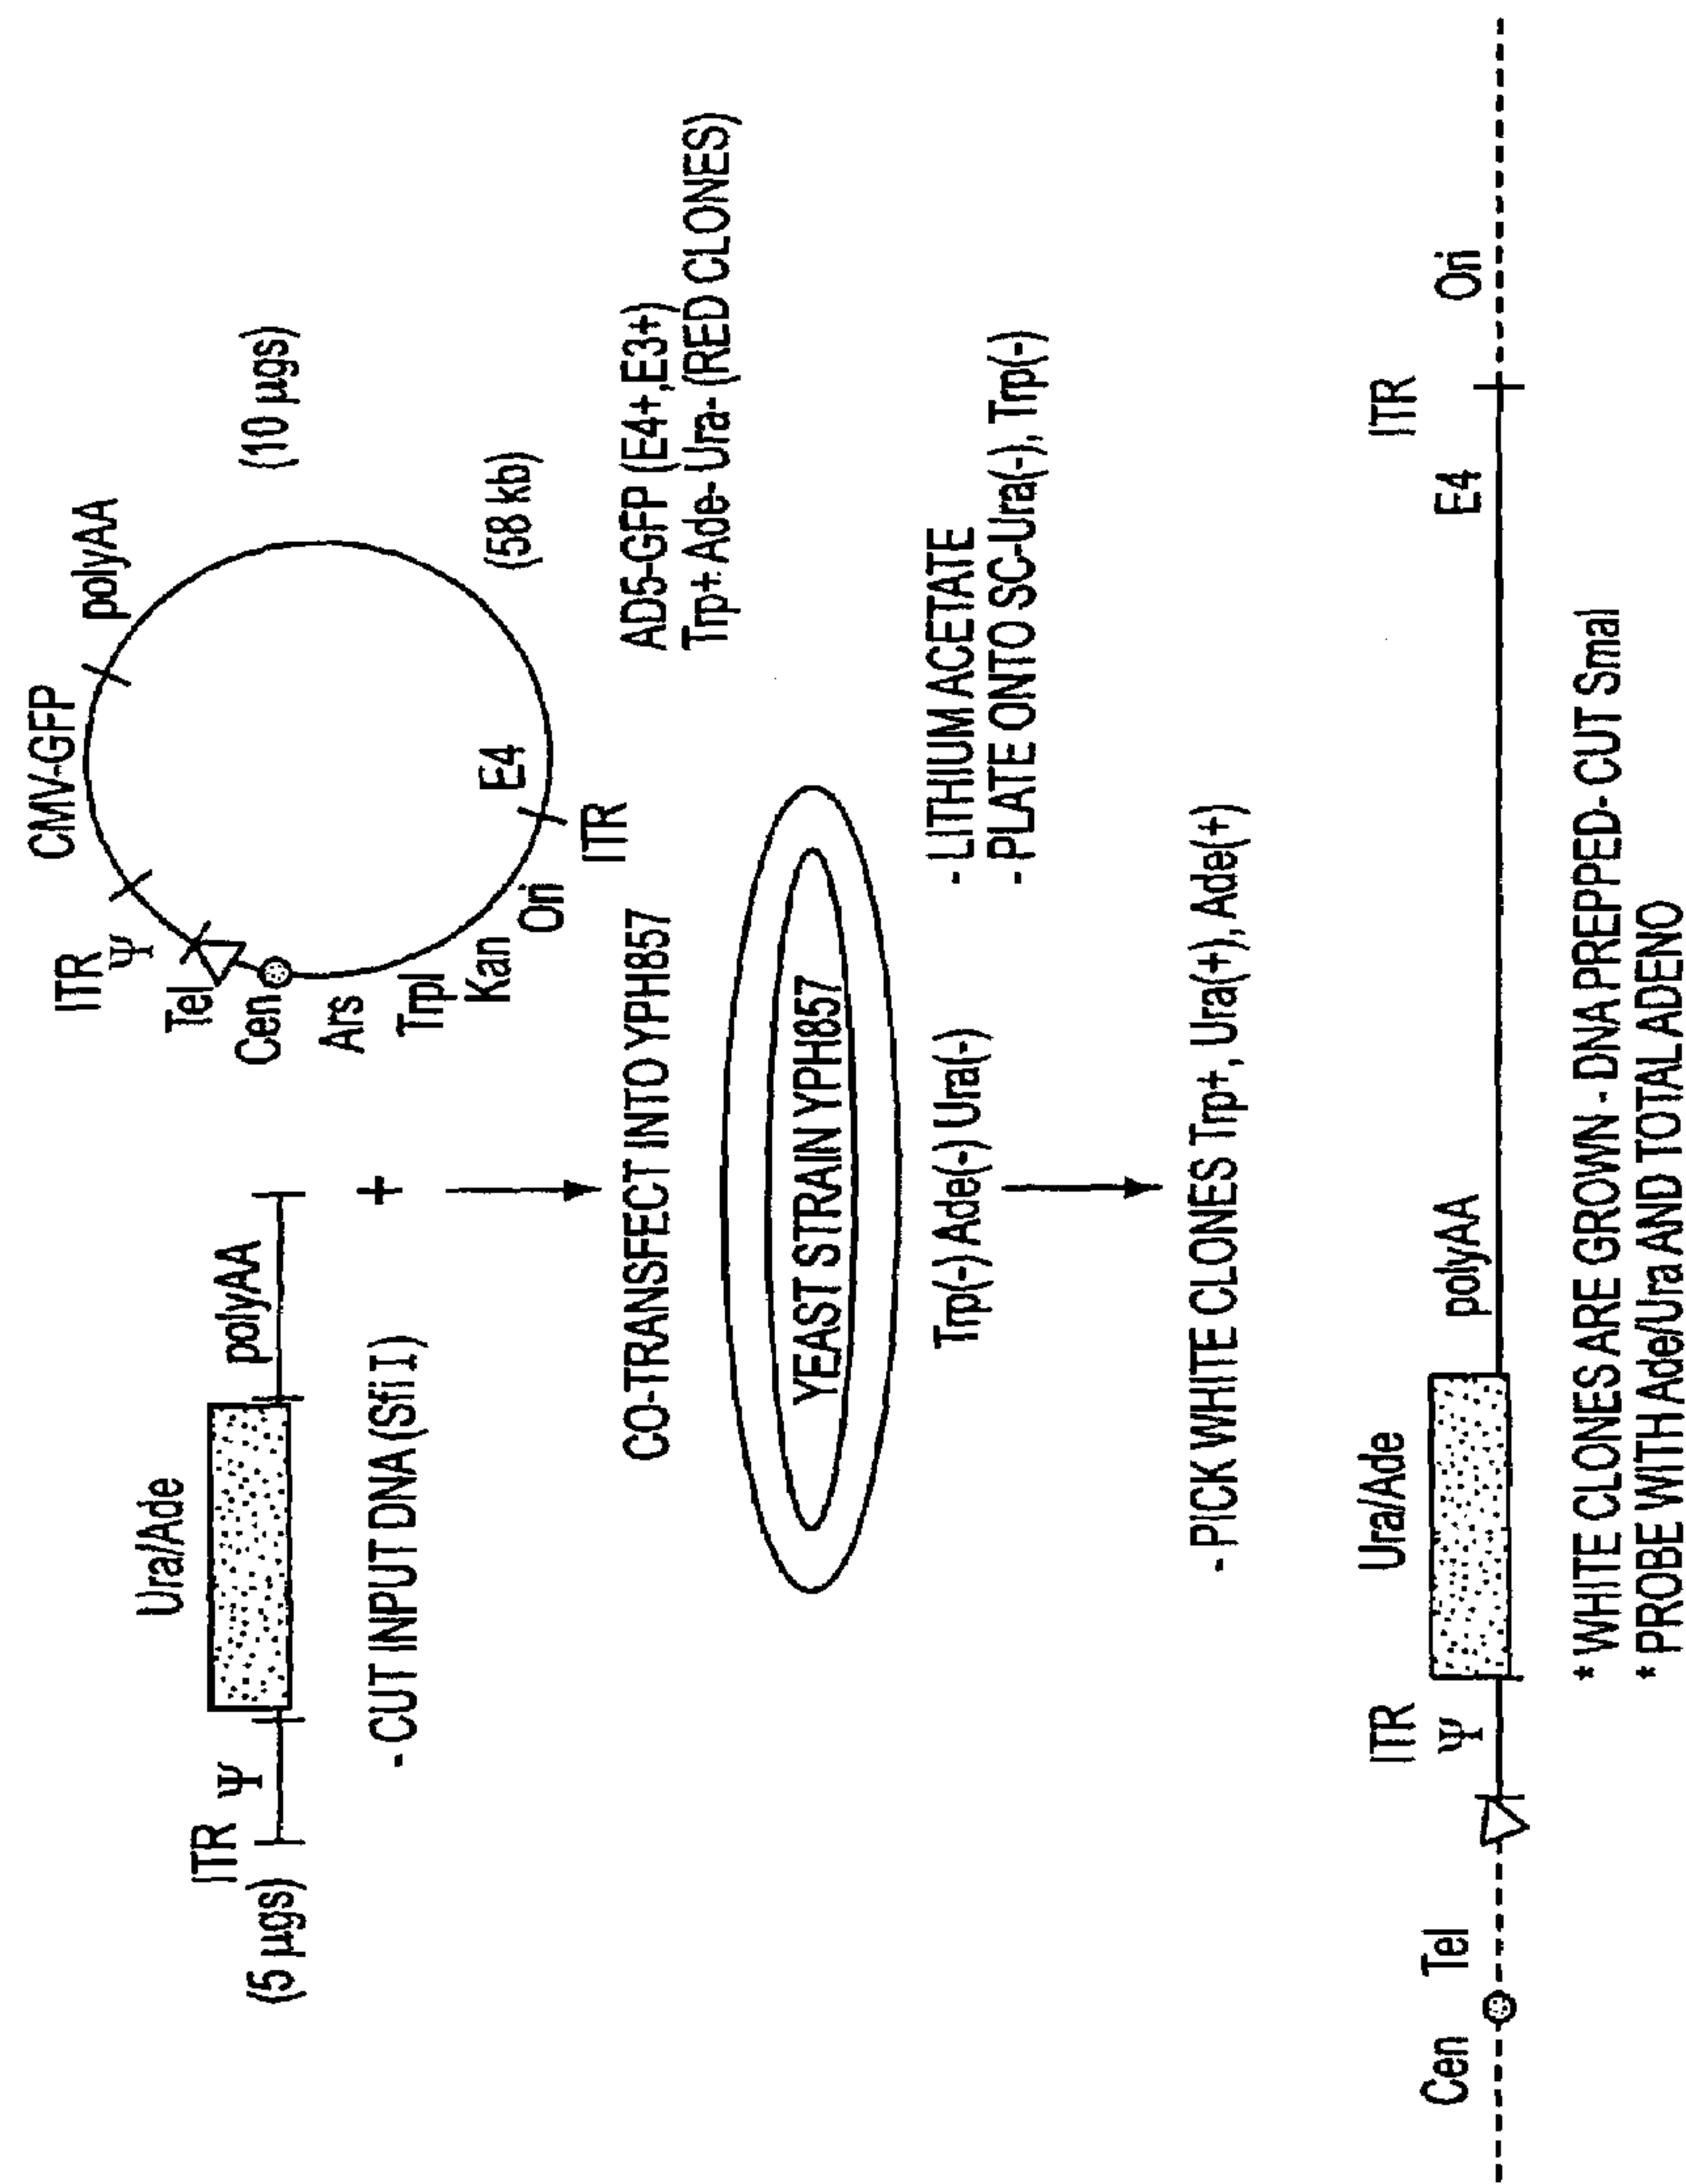 ITR
Ψ
Ura/Ade
polyAA
(5 µgs)
- CUT INPUT DNA (Sfi I)
+
CMV-GFP
polyAA
ITR
Ψ
Tel
Cen
Ars
TrpI
Kan
Ori
ITR
E4
(10 µgs)
(58 kb)
AD5-GFP (E4+,E3+)
Trp+ Ade- Ura- (RED CLONES)
CO-TRANSFECT INTO YPH857
YEAST STRAIN YPH857
Trp(-) Ade(-) Ura(-)
- LITHIUM ACETATE
- PLATE ONTO SC-Ura(-), Trp(-)
- PICK WHITE CLONES Trp+, Ura(+), Ade(+)
Cen Tel
ITR
Ψ
Ura/Ade
polyAA
E4
ITR
Ori
* WHITE CLONES ARE GROWN - DNA PREPPED- CUT SmaI
* PROBE WITH Ade/Ura AND TOTAL ADENO